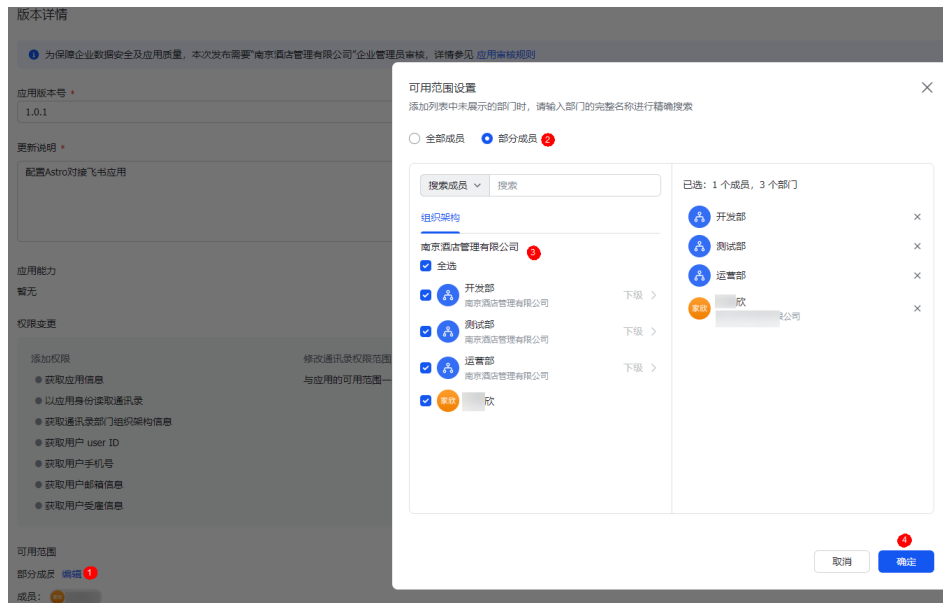 版本详情
为保障企业数据安全及应用质量，本次发布需要"南京酒店管理有限公司"企业管理员审核，详情参见 应用审核规则
应用版本号 *
1.0.1
更新说明 *
配置Astro对接飞书应用
应用能力
暂无
权限变更
添加权限
修改通讯录权限范围
获取应用信息
与应用的可用范围一
以应用身份读取通讯录
获取通讯录部门组织架构信息
获取用户 user ID
获取用户手机号
获取用户邮箱信息
获取用户受雇信息
可用范围
部分成员 编辑 1
成员：
可用范围设置
添加列表中未展示的部门时，请输入部门的完整名称进行精确搜索
全部成员 部分成员 2
搜索成员 搜索
组织架构
南京酒店管理有限公司 3
全选
开发部 下级
南京酒店管理有限公司
测试部 下级
南京酒店管理有限公司
运营部 下级
南京酒店管理有限公司
家欣 欣
已选：1 个成员，3 个部门
开发部
测试部
运营部
家欣 欣
公司
4
取消 确定